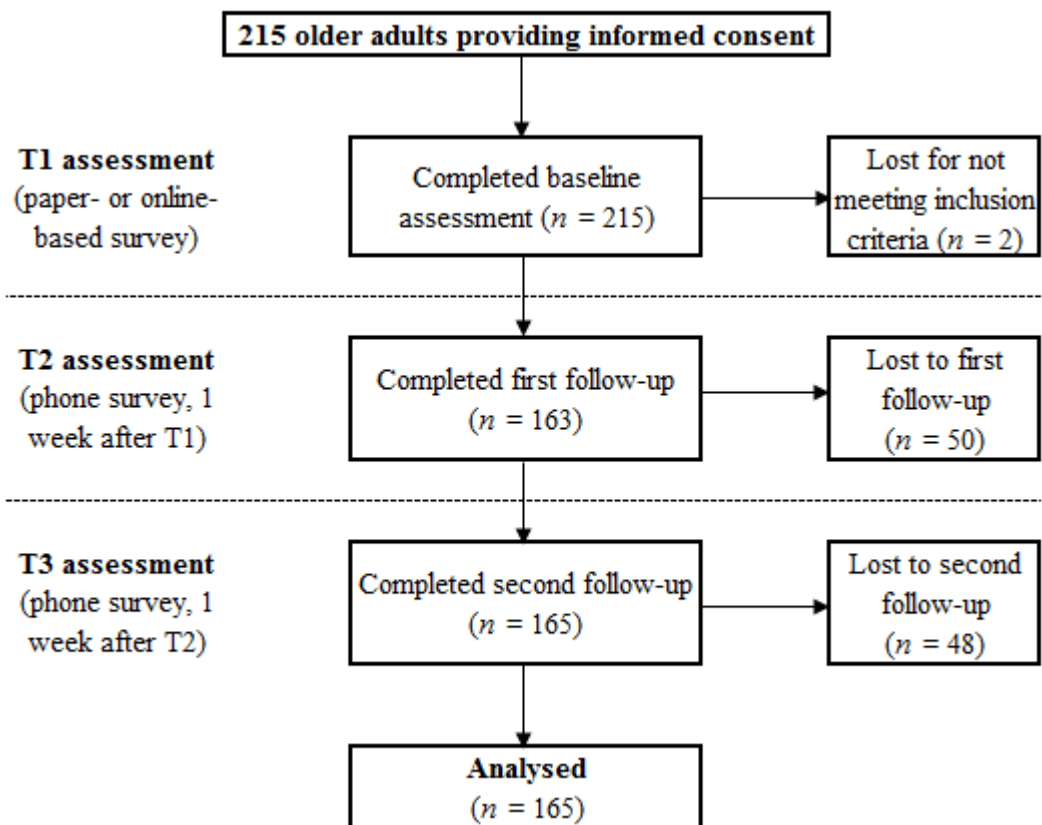 215 older adults providing informed consent
T1 assessment
(paper- or online-
based survey)
Completed baseline
assessment (n = 215)
Lost for not
meeting inclusion
criteria (n = 2)
T2 assessment
(phone survey, 1
week after T1)
Completed first follow-up
(n = 163)
Lost to first
follow-up
(n = 50)
T3 assessment
(phone survey, 1
week after T2)
Completed second follow-up
(n = 165)
Lost to second
follow-up
(n = 48)
Analysed
(n = 165)